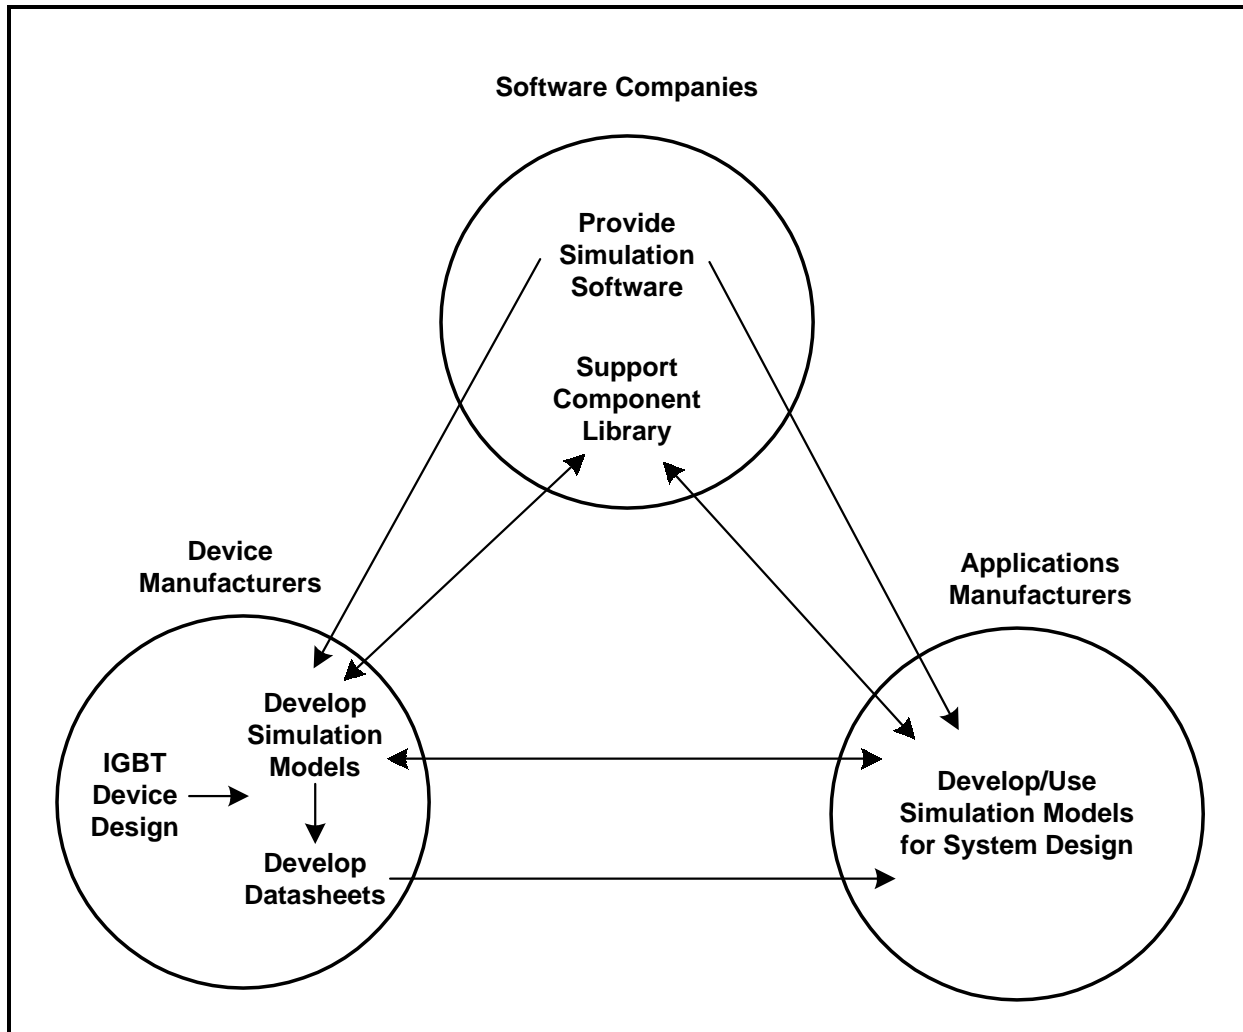 Software Companies
Provide
Simulation
Software
Support
Component
Library
Device
Manufacturers
Applications
Manufacturers
Develop
Simulation
Models
IGBT
Device
Design
Develop
Datasheets
Develop/Use
Simulation Models
for System Design